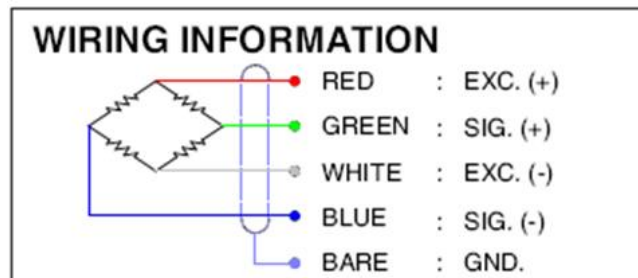 WIRING INFORMATION
RED : EXC. (+)
GREEN : SIG. (+)
WHITE : EXC. (-)
BLUE : SIG. (-)
BARE : GND.